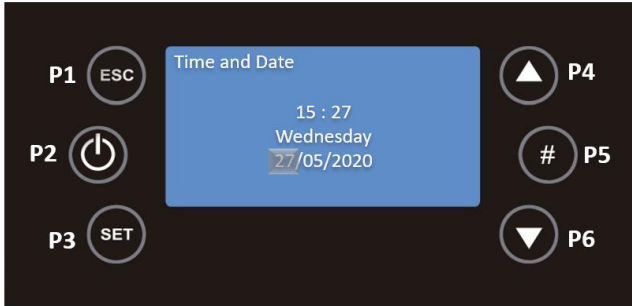 P1 ESC
Time and Date
P4
15 : 27
Wednesday
P2
27/05/2020
# P5
P3 SET
P6